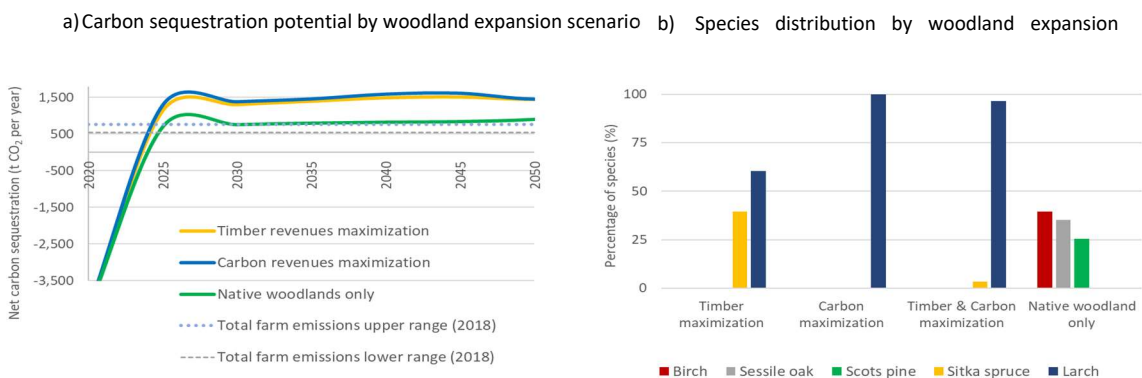 a) Carbon sequestration potential by woodland expansion scenario
b) Species distribution by woodland expansion
Net carbon sequestration (t CO₂ per year)
1,500
500
-500
-1,500
-2,500
-3,500
2020
2025
2030
2035
2040
2045
2050
Timber revenues maximization
Carbon revenues maximization
Native woodlands only
Total farm emissions upper range (2018)
Total farm emissions lower range (2018)
Percentage of species (%)
100
75
50
25
0
Timber
maximization
Carbon
maximization
Timber & Carbon
maximization
Native woodland
only
Birch
Sessile oak
Scots pine
Sitka spruce
Larch